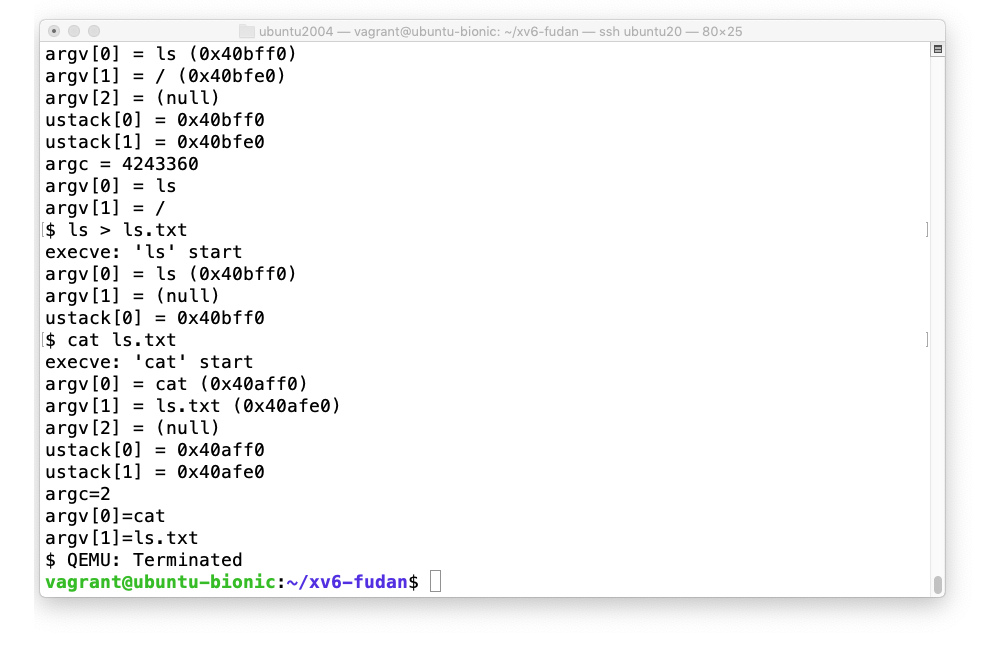 ubuntu2004 — vagrant@ubuntu-bionic: ~/xv6-fudan — ssh ubuntu20 — 80×25
argv[0] = ls (0x40bff0)
argv[1] = / (0x40bfe0)
argv[2] = (null)
ustack[0] = 0x40bff0
ustack[1] = 0x40bfe0
argc = 4243360
argv[0] = ls
argv[1] = /
[$ ls > ls.txt ]
execve: 'ls' start
argv[0] = ls (0x40bff0)
argv[1] = (null)
ustack[0] = 0x40bff0
[$ cat ls.txt ]
execve: 'cat' start
argv[0] = cat (0x40aff0)
argv[1] = ls.txt (0x40afe0)
argv[2] = (null)
ustack[0] = 0x40aff0
ustack[1] = 0x40afe0
argc=2
argv[0]=cat
argv[1]=ls.txt
$ QEMU: Terminated
vagrant@ubuntu-bionic:~/xv6-fudan$